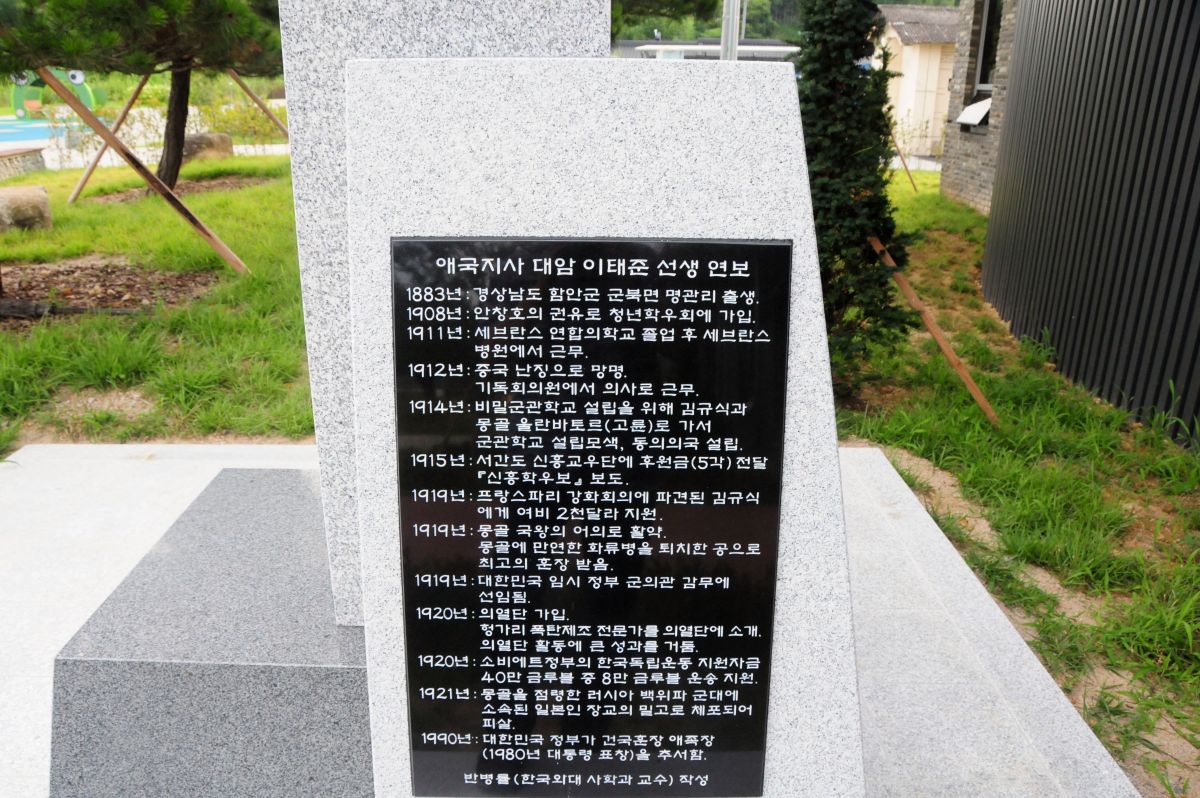 애국지사 대암 이태준 선생 연보
1883년:경상남도 함안군 군북면 명관리 출생.
1908년:안창호의 권유로 청년학우회에 가입.
1911년:세브란스 연합의학교 졸업 후 세브란스
병원에서 근무.
1912년:중국 난징으로 망명.
기독회의원에서 의사로 근무.
1914년:비밀군관학교 설립을 위해 김규식과
몽골 울란바토르(고륜)로 가서
군관학교 설립모색, 동의의국 설립.
1915년:서간도 신흥교우단에 후원금(5각) 전달
『신흥학우보』 보도.
1919년:프랑스파리 강화회의에 파견된 김규식
에게 여비 2천달라 지원.
1919년:몽골 국왕의 어의로 활약.
몽골에 만연한 화류병을 퇴치한 공으로
최고의 훈장 받음.
1919년:대한민국 임시 정부 군의관 감무에
선임됨.
1920년:의열단 가입.
헝가리 폭탄제조 전문가를 의열단에 소개.
의열단 활동에 큰 성과를 거둠.
1920년:소비에트정부의 한국독립운동 지원자금
40만 금루블 중 8만 금루블 운송 지원.
1921년:몽골을 점령한 러시아 백위파 군대에
소속된 일본인 장교의 밀고로 체포되어
피살.
1990년:대한민국 정부가 건국훈장 애족장
(1980년 대통령 표창)을 추서함.
반병률(한국외대 사학과 교수) 작성